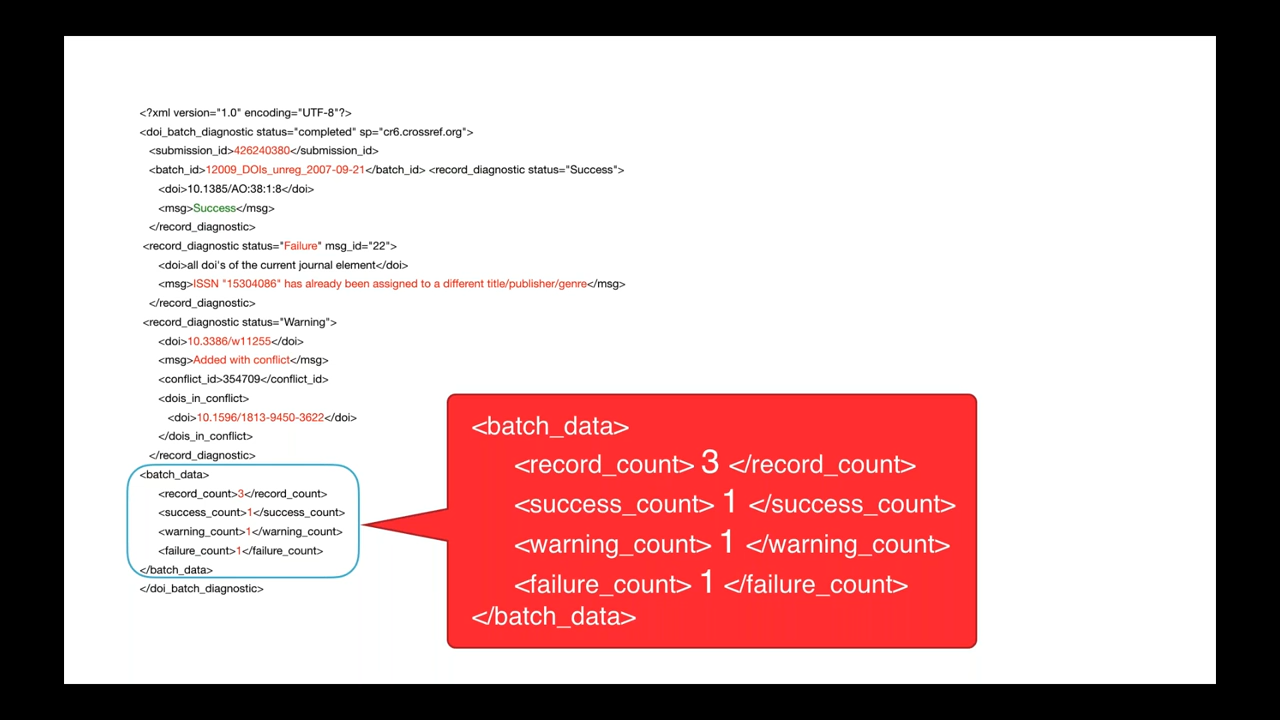 <?xml version="1.0" encoding="UTF-8"?>
<doi_batch_diagnostic status="completed" sp="cr6.crossref.org">
<submission_id>426240380</submission_id>
<batch_id>12009_DOIs_unreg_2007-09-21</batch_id> <record_diagnostic status="Success">
<doi>10.1385/AO:38:1:8</doi>
<msg>Success</msg>
</record_diagnostic>
<record_diagnostic status="Failure" msg_id="22">
<doi>all doi's of the current journal element</doi>
<msg>ISSN "15304086" has already been assigned to a different title/publisher/genre</msg>
</record_diagnostic>
<record_diagnostic status="Warning">
<doi>10.3386/w11255</doi>
<msg>Added with conflict</msg>
<conflict_id>354709</conflict_id>
<dois_in_conflict>
<doi>10.1596/1813-9450-3622</doi>
</dois_in_conflict>
</record_diagnostic>
<batch_data>
<record_count>3</record_count>
<success_count>1</success_count>
<warning_count>1</warning_count>
<failure_count>1</failure_count>
</batch_data>
</doi_batch_diagnostic>
<batch_data>
<record_count> 3 </record_count>
<success_count> 1 </success_count>
<warning_count> 1 </warning_count>
<failure_count> 1 </failure_count>
</batch_data>